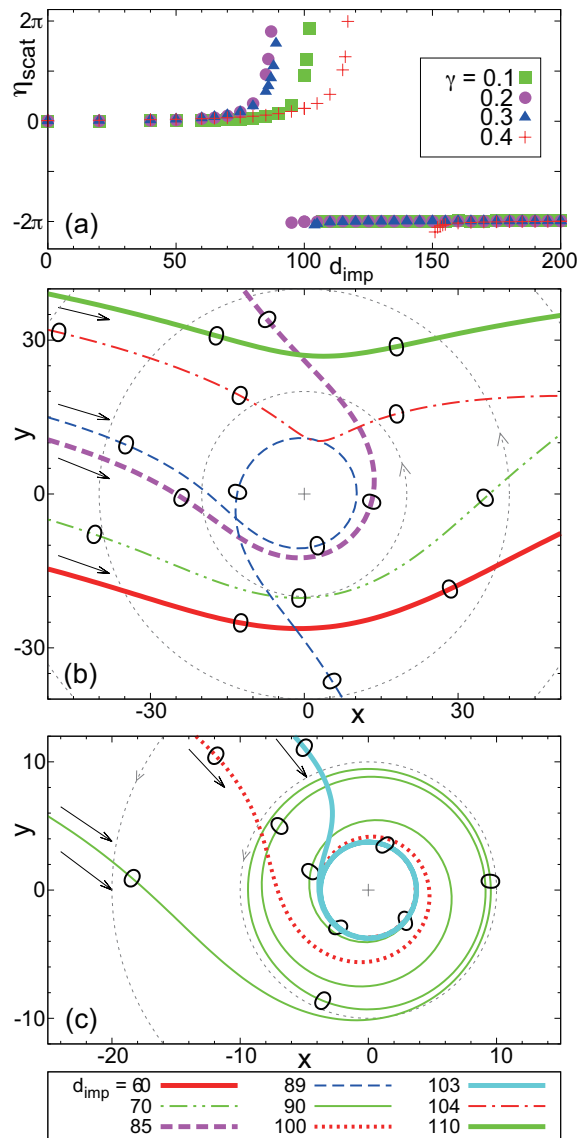 2π
η_scat
0
-2π
γ = 0.1
0.2
0.3
0.4
(a)
0 50 100 150 200
d_imp
30
y
0
-30
(b)
-30 0 30
x
10
y
0
-10
(c)
-20 -10 0 10
x
d_imp = 60 89 103
70 90 104
85 100 110